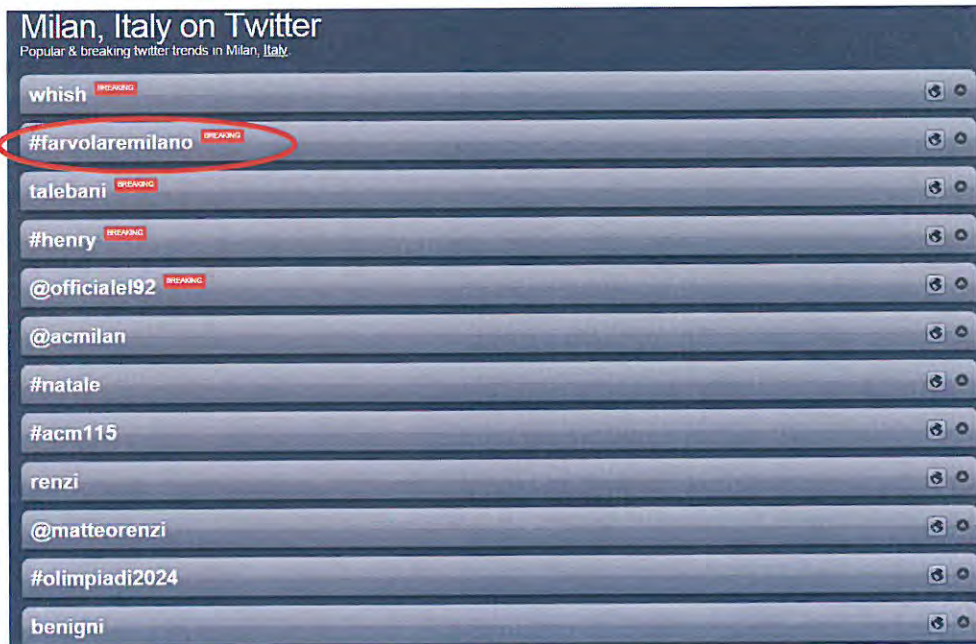 Milan, Italy on Twitter
Popular & breaking twitter trends in Milan, Italy.
whish BREAKING
#farvolaremilano BREAKING
talebani BREAKING
#henry BREAKING
@officialel92 BREAKING
@acmilan
#natale
#acm115
renzi
@matteorenzi
#olimpiadi2024
benigni